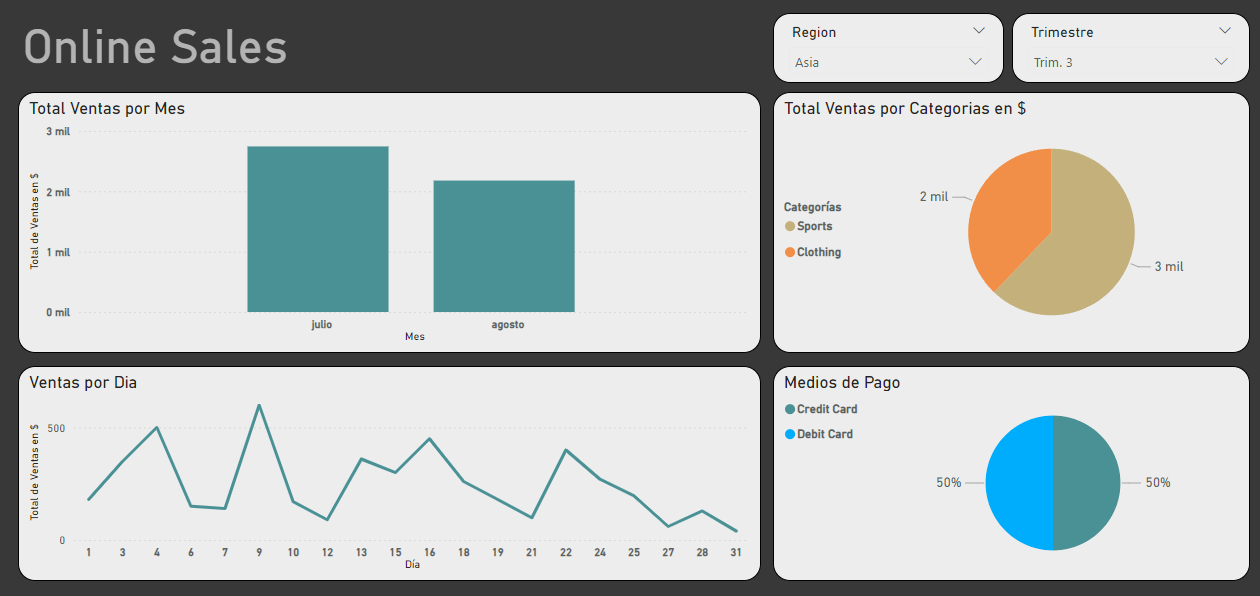 Online Sales
Region
Asia
Trimestre
Trim. 3
Total Ventas por Mes
Total de Ventas en $
3 mil
2 mil
1 mil
0 mil
julio
agosto
Mes
Total Ventas por Categorias en $
Categorías
Sports
Clothing
2 mil
3 mil
Ventas por Dia
Total de Ventas en $
500
0
1 3 4 6 7 9 10 12 13 15 16 18 19 21 22 24 25 27 28 31
Día
Medios de Pago
Credit Card
Debit Card
50%
50%